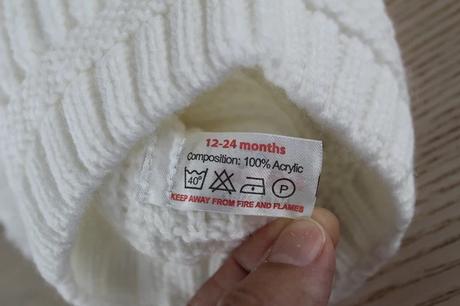 12-24 months
Composition: 100% Acrylic
40° P
KEEP AWAY FROM FIRE AND FLAMES